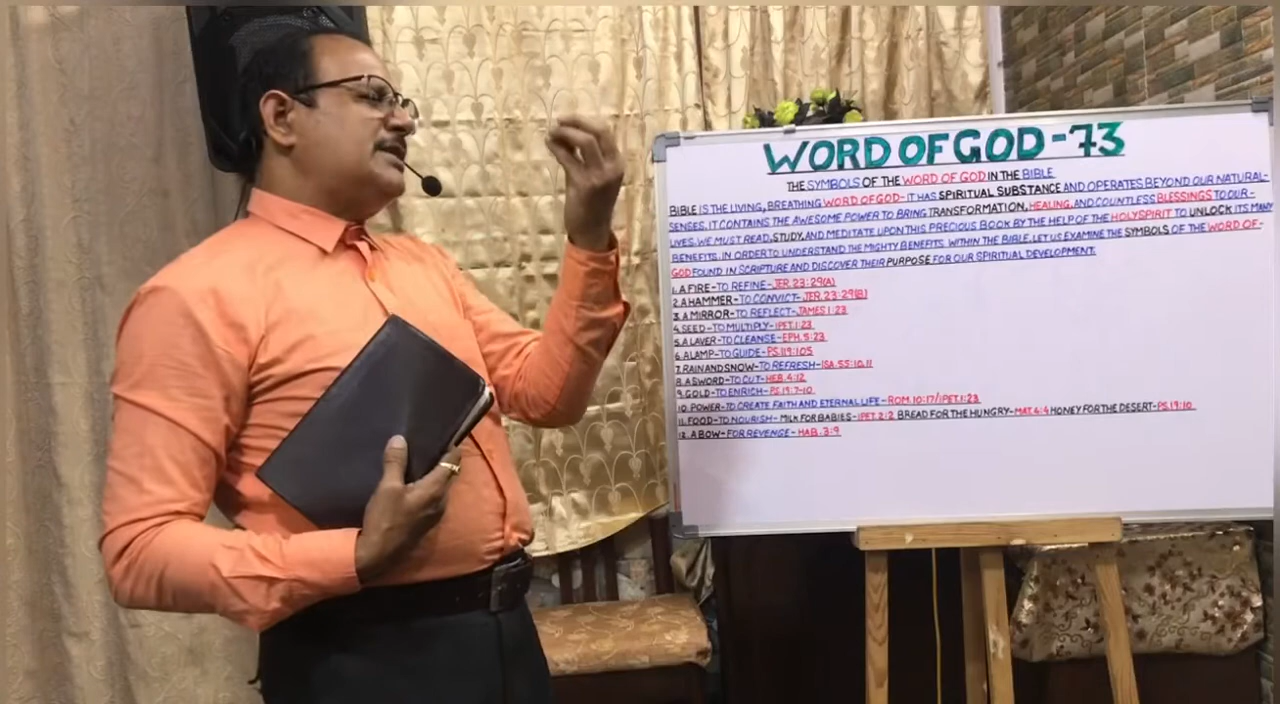 WORD OF GOD-73
THE SYMBOLS OF THE WORD OF GOD IN THE BIBLE
BIBLE IS THE LIVING, BREATHING WORD OF GOD- IT HAS SPIRITUAL SUBSTANCE AND OPERATES BEYOND OUR NATURAL-
SENSES, IT CONTAINS THE AWESOME POWER TO BRING TRANSFORMATION, HEALING, AND COUNTLESS BLESSINGS TO OUR-
LIVES. WE MUST READ, STUDY, AND MEDITATE UPON THIS PRECIOUS BOOK BY THE HELP OF THE HOLY SPIRIT TO UNLOCK ITS MANY
BENEFITS. IN ORDER TO UNDERSTAND THE MIGHTY BENEFITS. WITHIN THE BIBLE. LET US EXAMINE THE SYMBOLS OF THE WORD OF-
GOD FOUND IN SCRIPTURE AND DISCOVER THEIR PURPOSE FOR OUR SPIRITUAL DEVELOPMENT.
1. A FIRE-TO REFINE-JER.23:29(A)
2. A HAMMER-TO CONVICT-JER.23:29(B)
3. A MIRROR-TO REFLECT-JAMES 1:23
4. SEED-TO MULTIPLY-1PET.1:23
5. A LAVER-TO CLEANSE-EPH.5:23
6. A LAMP-TO GUIDE-PS.119:105
7. RAIN AND SNOW-TO REFRESH-ISA.55:10,11
8. A SWORD-TO CUT-HEB.4:12
9. GOLD-TO ENRICH-PS.19:7-10
10. POWER-TO CREATE FAITH AND ETERNAL LIFE-ROM.10:17/1PET.1:23
11. FOOD-TO NOURISH-MILK FOR BABIES-1PET.2:2 BREAD FOR THE HUNGRY-MAT.4:4 HONEY FOR THE DESERT-PS.19:10
12. A BOW-FOR REVENGE-HAB.3:9